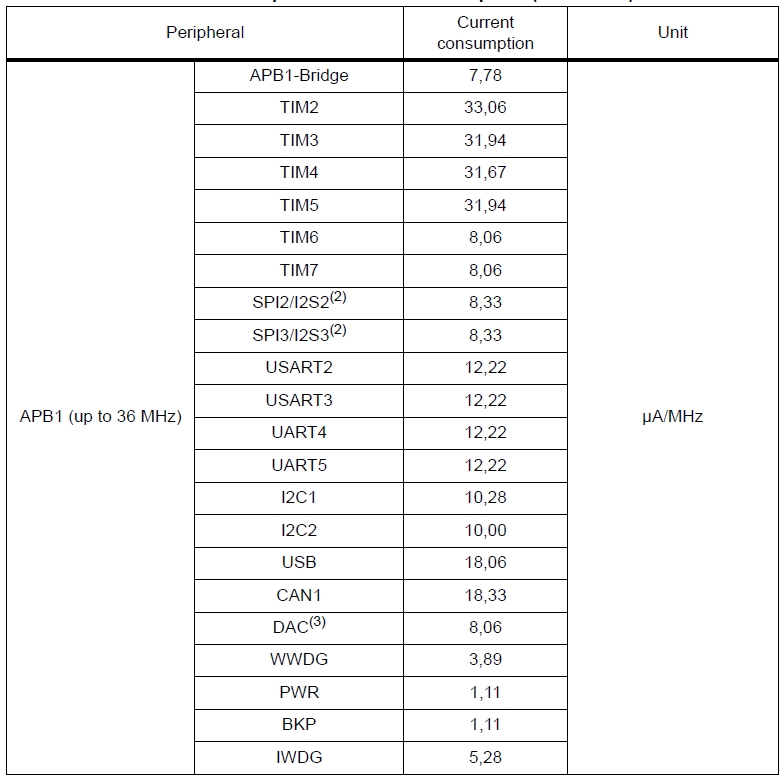 Peripheral
Current
consumption
Unit
APB1 (up to 36 MHz)
APB1-Bridge 7,78
TIM2 33,06
TIM3 31,94
TIM4 31,67
TIM5 31,94
TIM6 8,06
TIM7 8,06
SPI2/I2S2(2) 8,33
SPI3/I2S3(2) 8,33
USART2 12,22
USART3 12,22
UART4 12,22
UART5 12,22
I2C1 10,28
I2C2 10,00
USB 18,06
CAN1 18,33
DAC(3) 8,06
WWDG 3,89
PWR 1,11
BKP 1,11
IWDG 5,28
µA/MHz